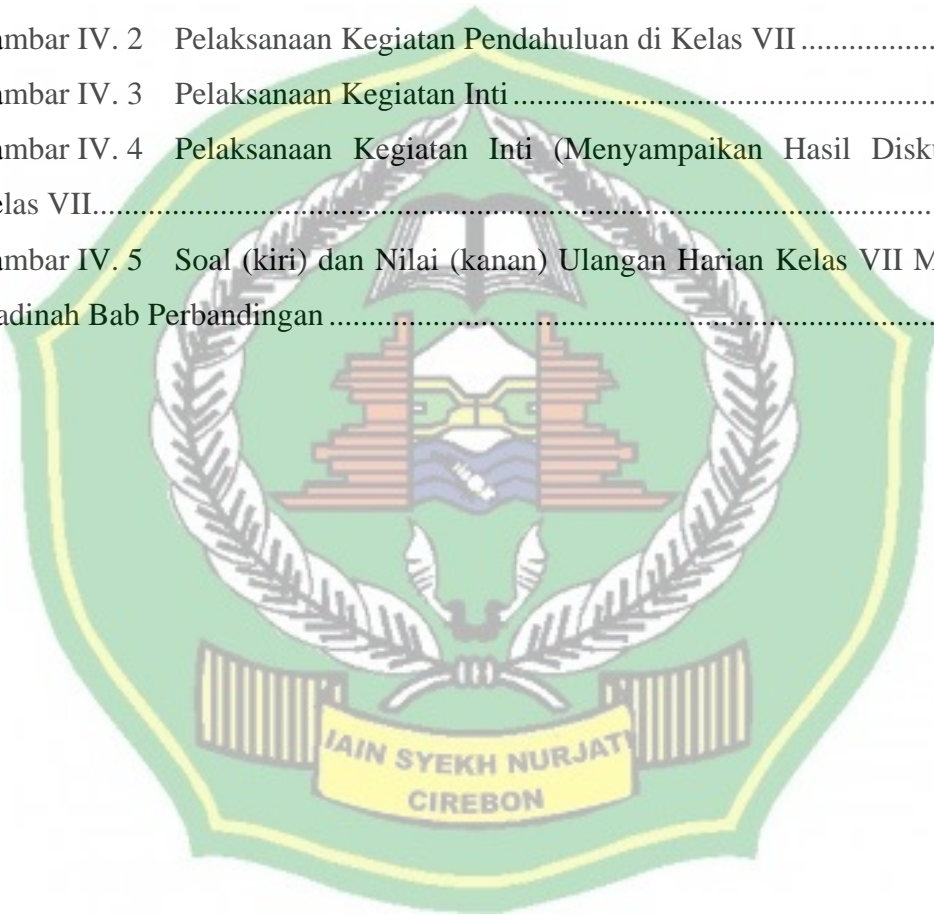 ambar IV. 2 Pelaksanaan Kegiatan Pendahuluan di Kelas VII ................
ambar IV. 3 Pelaksanaan Kegiatan Inti ................
ambar IV. 4 Pelaksanaan Kegiatan Inti (Menyampaikan Hasil Disku
elas VII ................
ambar IV. 5 Soal (kiri) dan Nilai (kanan) Ulangan Harian Kelas VII M
adinah Bab Perbandingan ................
IAIN SYEKH NURJATI
CIREBON